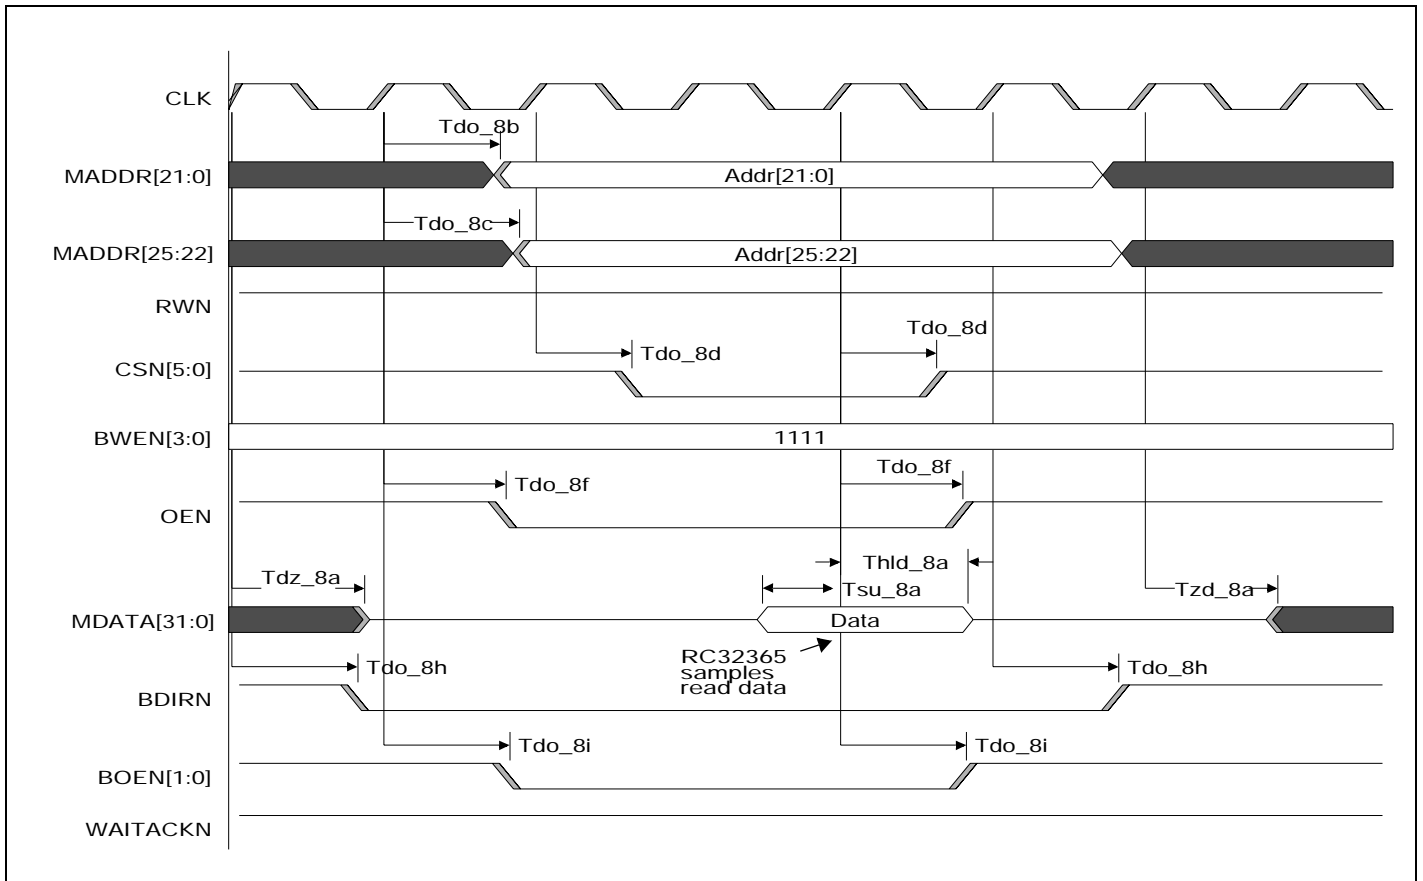 CLK
Tdo_8b
MADDR[21:0]
Addr[21:0]
Tdo_8c
MADDR[25:22]
Addr[25:22]
RWN
Tdo_8d
Tdo_8d
CSN[5:0]
BWEN[3:0]
1111
Tdo_8f
Tdo_8f
OEN
Thld_8a
Tdz_8a
Tsu_8a
Tzd_8a
MDATA[31:0]
Data
RC32365
samples
read data
Tdo_8h
Tdo_8h
BDIRN
Tdo_8i
Tdo_8i
BOEN[1:0]
WAITACKN